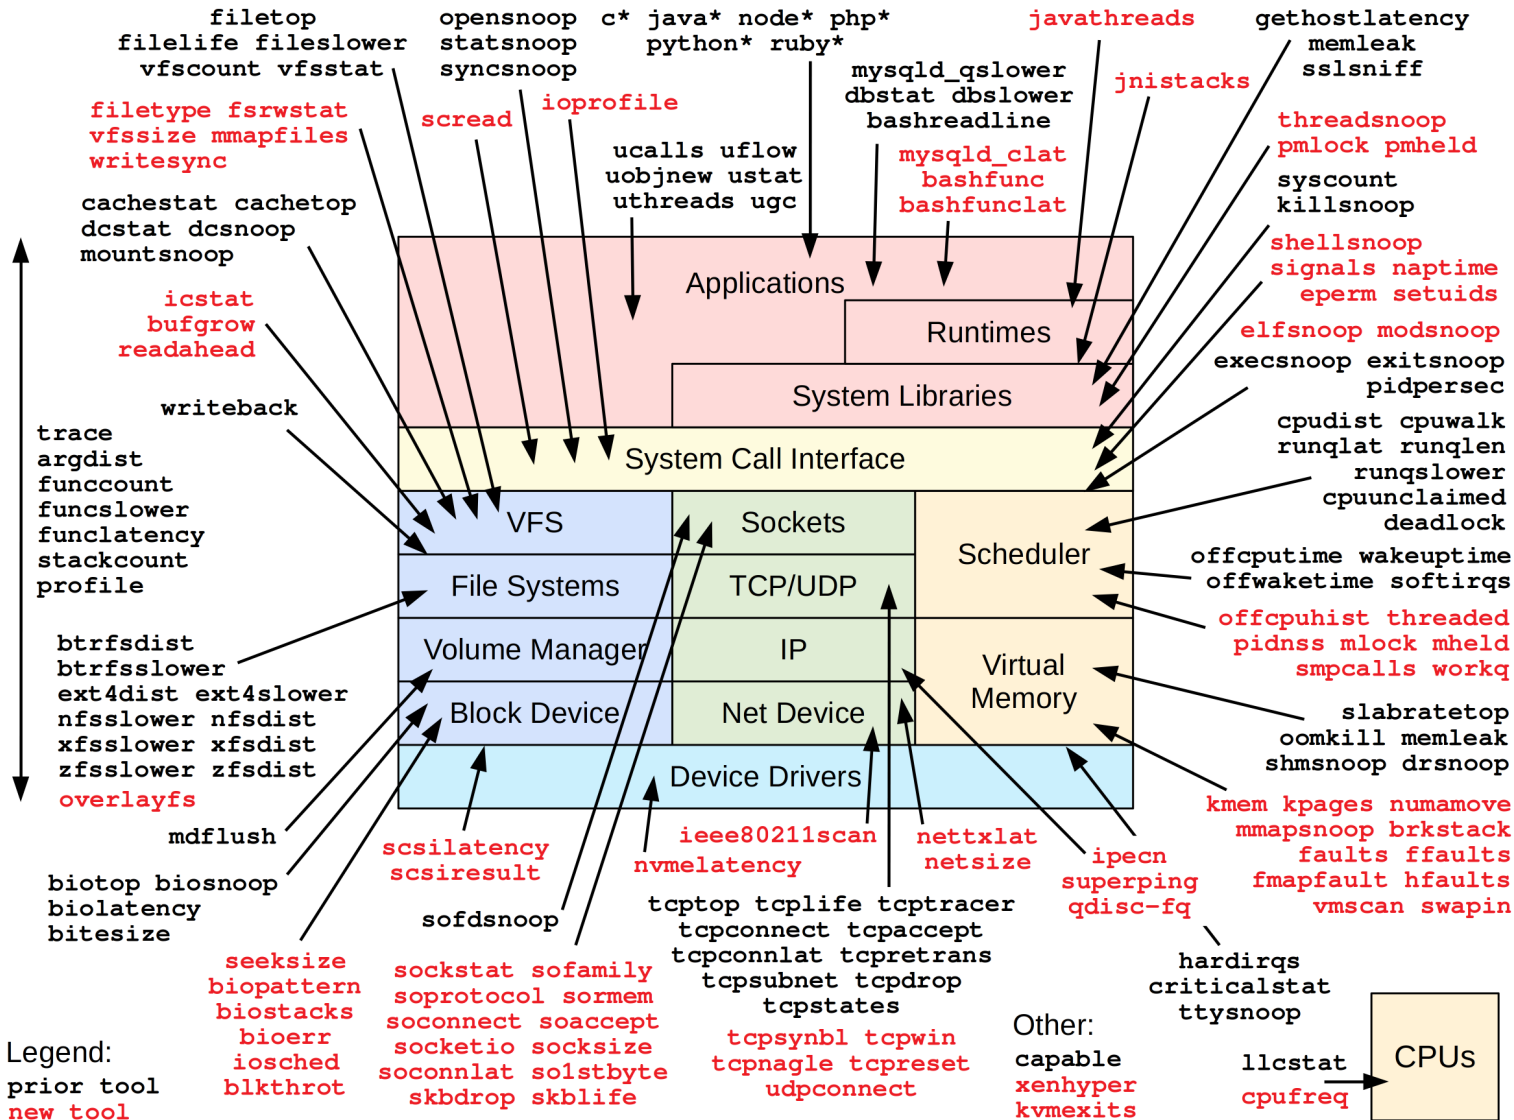 filetop
filelife fileslower
vfscount vfsstat
opensnoop
statsnoop
syncsnoop
c* java* node* php*
python* ruby*
javathreads
gethostlatency
memleak
sslsniff
filetype fsrwstat
vfssize mmapfiles
writesync
scread
ioprofile
mysqld_qslower
dbstat dbslower
bashreadline
jnistacks
threadsnoop
pmlock pmheld
ucalls uflow
uobjnew ustat
uthreads ugc
mysqld_clat
bashfunc
bashfunclat
syscount
killsnoop
cachestat cachetop
dcstat dcsnoop
mountsnoop
shellsnoop
signals naptime
eperm setuids
icstat
bufgrow
readahead
elfsnoop modsnoop
execsnoop exitsnoop
pidpersec
Applications
Runtimes
System Libraries
System Call Interface
writeback
trace
argdist
funccount
funcslower
funclatency
stackcount
profile
cpudist cpuwalk
runqlat runqlen
runqslower
cpuunclaimed
deadlock
VFS
Sockets
Scheduler
File Systems
TCP/UDP
Volume Manager
IP
Virtual
Memory
Block Device
Net Device
Device Drivers
offcputime wakeuptime
offwaketime softirqs
offcpuhist threaded
pidnss mlock mheld
smpcalls workq
btrfsdist
btrfsslower
ext4dist ext4slower
nfsslower nfsdist
xfsslower xfsdist
zfsslower zfsdist
overlayfs
slabratetop
oomkill memleak
shmsnoop drsnoop
kmem kpages numamove
mmapsnoop brkstack
faults ffaults
fmapfault hfaults
vmscan swapin
mdflush
scsilatency
scsiresult
ieee80211scan
nvmelatency
nettxlat
netsize
ipecn
superping
qdisc-fq
biotop biosnoop
biolatency
bitesize
sofdsnoop
tcptop tcplife tcptracer
tcpconnect tcpaccept
tcpconnlat tcpretrans
tcpsubnet tcpdrop
tcpstates
hardirqs
criticalstat
ttysnoop
seeksize
biopattern
biostacks
bioerr
iosched
blkthrot
sockstat sofamily
soprotocol sormem
soconnect soaccept
socketio socksize
soconnlat so1stbyte
skbdrop skblife
tcpsynbl tcpwin
tcpnagle tcpreset
udpconnect
Other:
capable
xenhyper
kvmexits
llcstat
cpufreq
CPUs
Legend:
prior tool
new tool